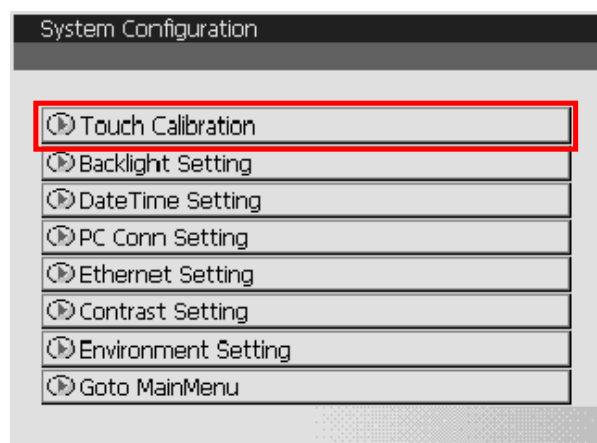 System Configuration
Touch Calibration
Backlight Setting
DateTime Setting
PC Conn Setting
Ethernet Setting
Contrast Setting
Environment Setting
Goto MainMenu